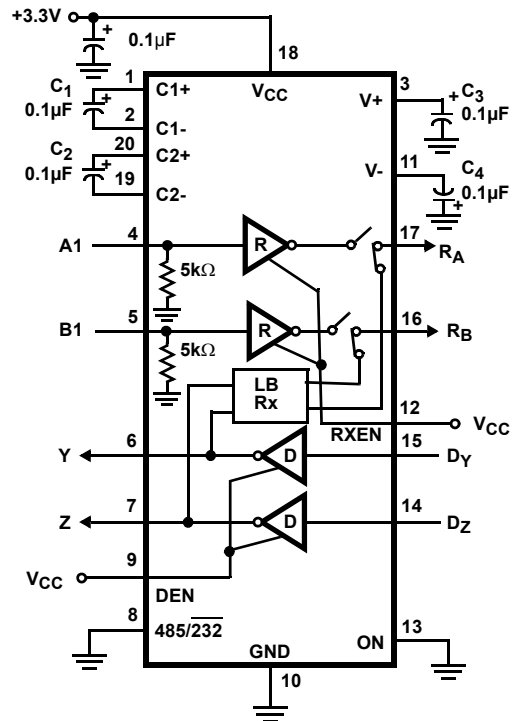 +3.3V
0.1µF
18
VCC
1
C1+
C1
0.1µF
2
C1-
C2
0.1µF
20
C2+
19
C2-
3
V+
C3
0.1µF
11
V-
C4
0.1µF
A1
4
5kΩ
R
17
RA
B1
5
5kΩ
R
16
RB
LB
Rx
12
VCC
RXEN
Y
6
D
15
DY
Z
7
D
14
DZ
VCC
9
DEN
8
485/232
ON
13
GND
10